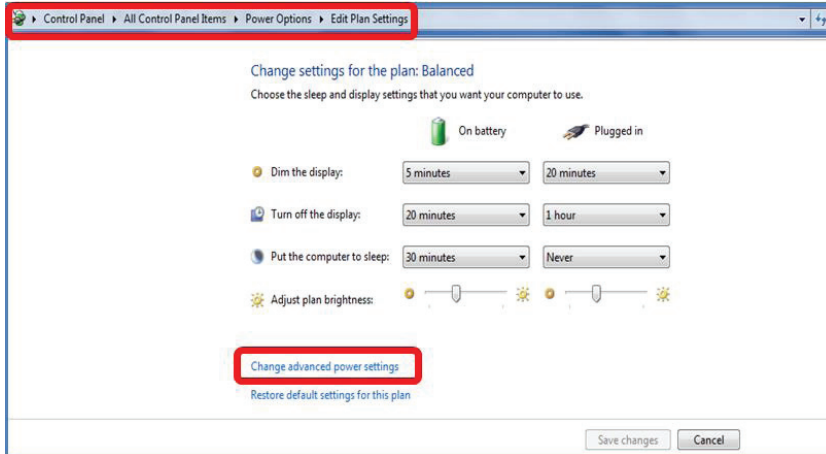 Control Panel ▸ All Control Panel Items ▸ Power Options ▸ Edit Plan Settings
Change settings for the plan: Balanced
Choose the sleep and display settings that you want your computer to use.
On battery Plugged in
Dim the display: 5 minutes 20 minutes
Turn off the display: 20 minutes 1 hour
Put the computer to sleep: 30 minutes Never
Adjust plan brightness:
Change advanced power settings
Restore default settings for this plan
Save changes Cancel